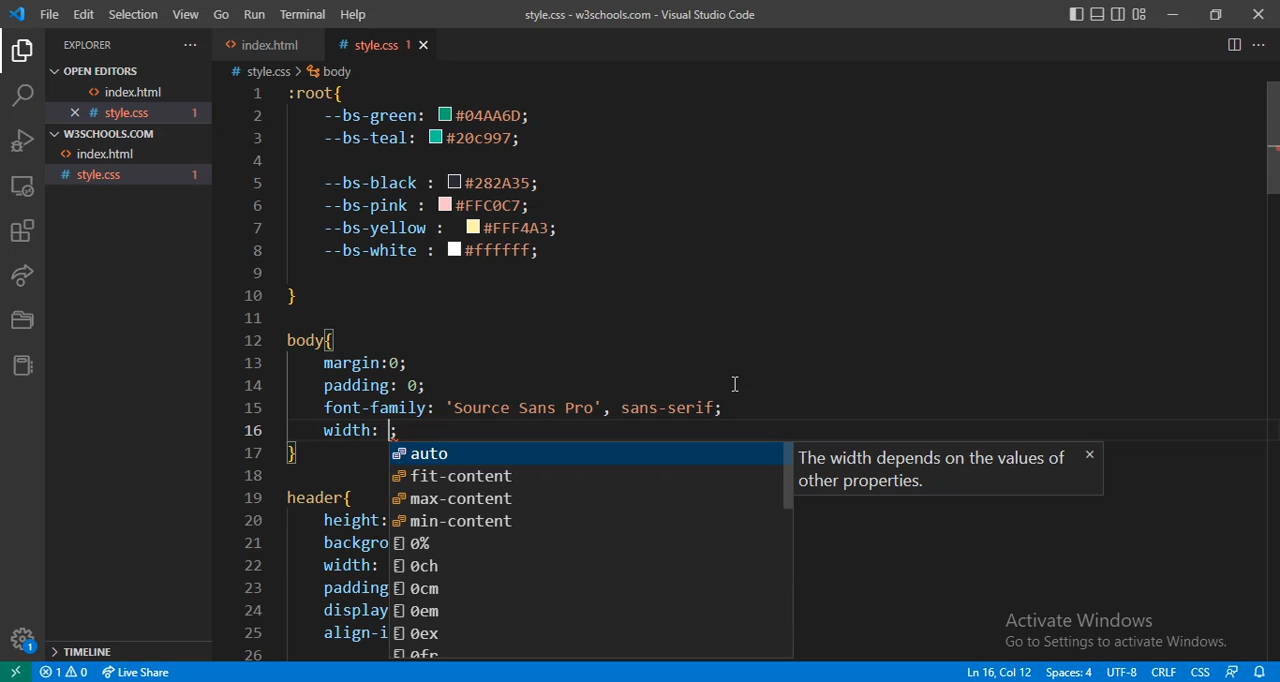 File Edit Selection View Go Run Terminal Help style.css - w3schools.com - Visual Studio Code
EXPLORER
OPEN EDITORS
index.html
style.css 1
W3SCHOOLS.COM
index.html
style.css 1
TIMELINE
index.html style.css 1
style.css > body
1 :root{
2 --bs-green: #04AA6D;
3 --bs-teal: #20c997;
4
5 --bs-black : #282A35;
6 --bs-pink : #FFC0C7;
7 --bs-yellow : #FFF4A3;
8 --bs-white : #ffffff;
9
10 }
11
12 body{
13 margin:0;
14 padding: 0;
15 font-family: 'Source Sans Pro', sans-serif;
16 width: ;
17 }
18
19 header{
20 height:
21 backgro
22 width:
23 padding
24 display
25 align-i
26
auto
fit-content
max-content
min-content
0%
0ch
0cm
0em
0ex
0fr
The width depends on the values of
other properties.
Activate Windows
Go to Settings to activate Windows.
1
1 0 Live Share Ln 16, Col 12 Spaces: 4 UTF-8 CRLF CSS